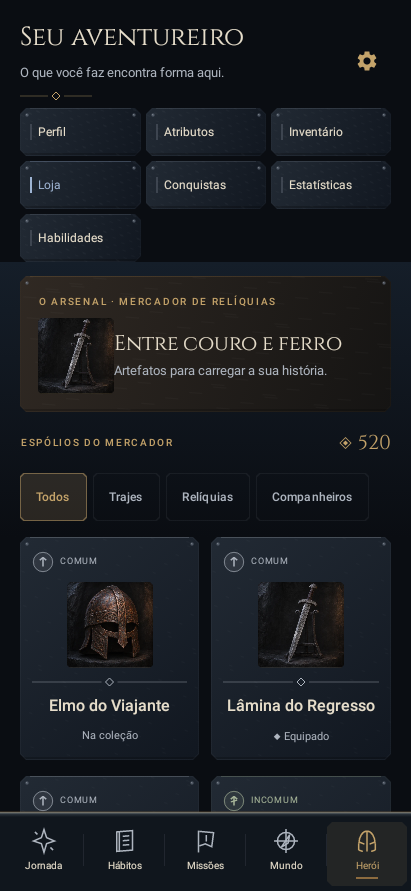 Seu aventureiro
O que você faz encontra forma aqui.
Perfil
Atributos
Inventário
Loja
Conquistas
Estatísticas
Habilidades
O ARSENAL · MERCADOR DE RELÍQUIAS
Entre couro e ferro
Artefatos para carregar a sua história.
ESPÓLIOS DO MERCADOR
520
Todos
Trajes
Relíquias
Companheiros
COMUM
Elmo do Viajante
Na coleção
COMUM
Lâmina do Regresso
Equipado
COMUM
INCOMUM
Jornada
Hábitos
Missões
Mundo
Herói